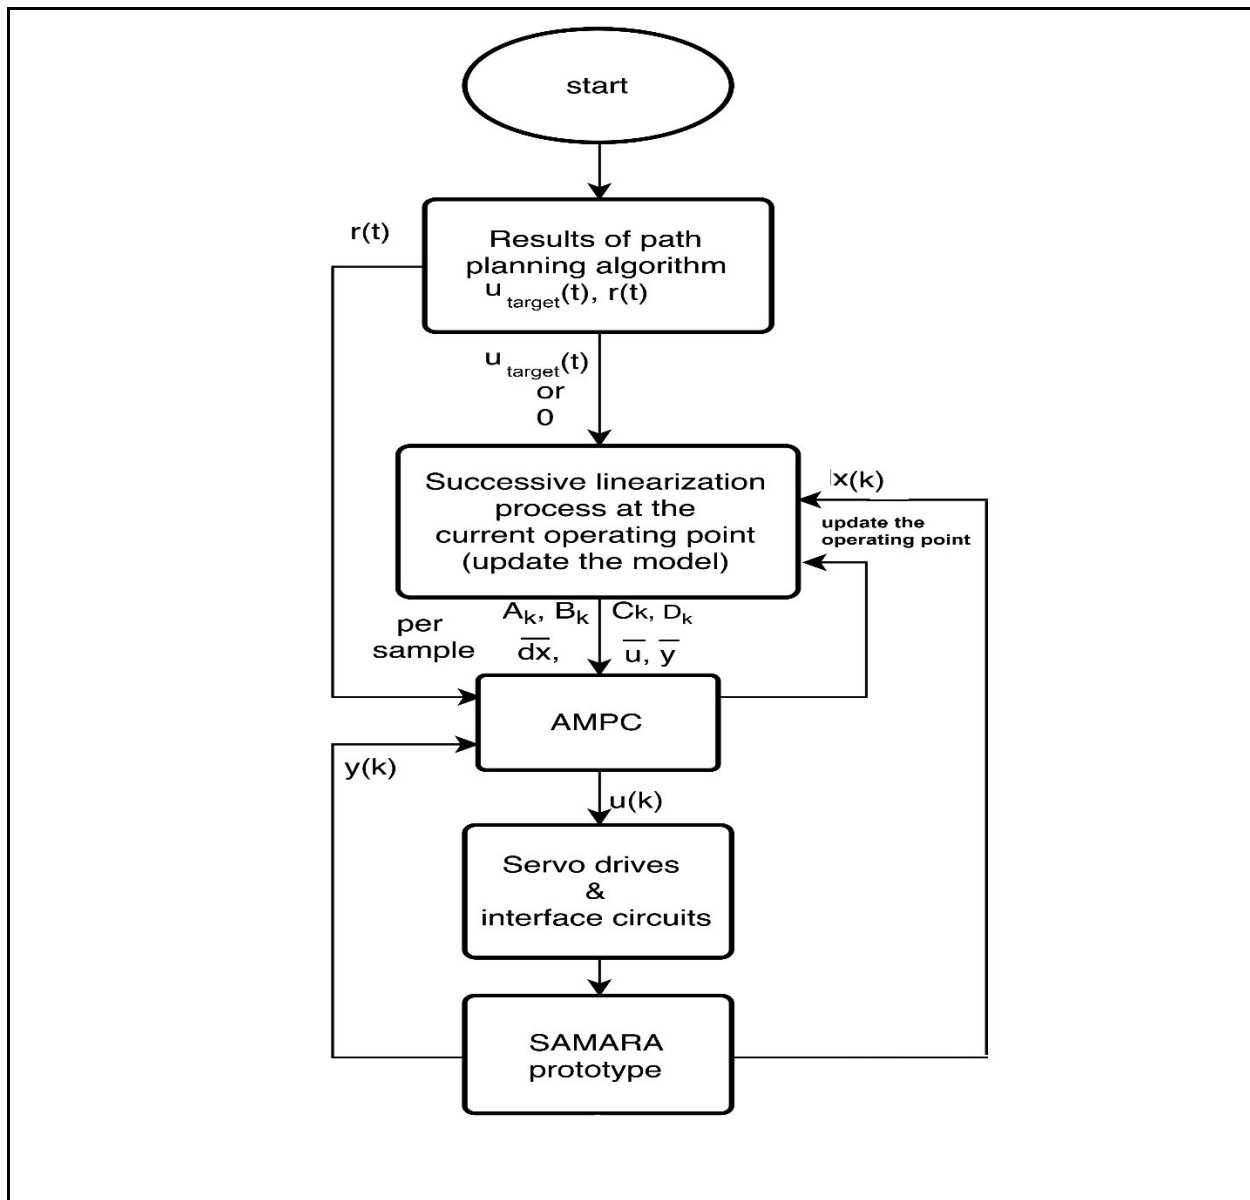 start
r(t)
Results of path
planning algorithm
u target(t), r(t)
u target(t)
or
0
Successive linearization
process at the
current operating point
(update the model)
x(k)
update the
operating point
Ak, Bk Ck, Dk
per
sample
d̅x̅, u̅, y̅
AMPC
y(k)
u(k)
Servo drives
&
interface circuits
SAMARA
prototype